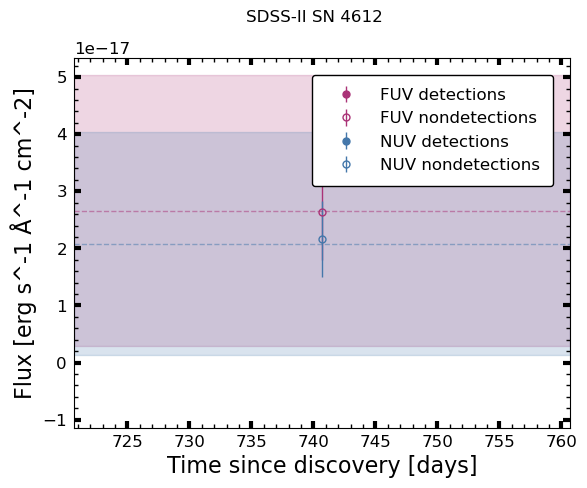 SDSS-II SN 4612
1e−17
5
4
3
2
1
0
−1
FUV detections
FUV nondetections
NUV detections
NUV nondetections
725 730 735 740 745 750 755 760
Time since discovery [days]
Flux [erg s^-1 Å^-1 cm^-2]